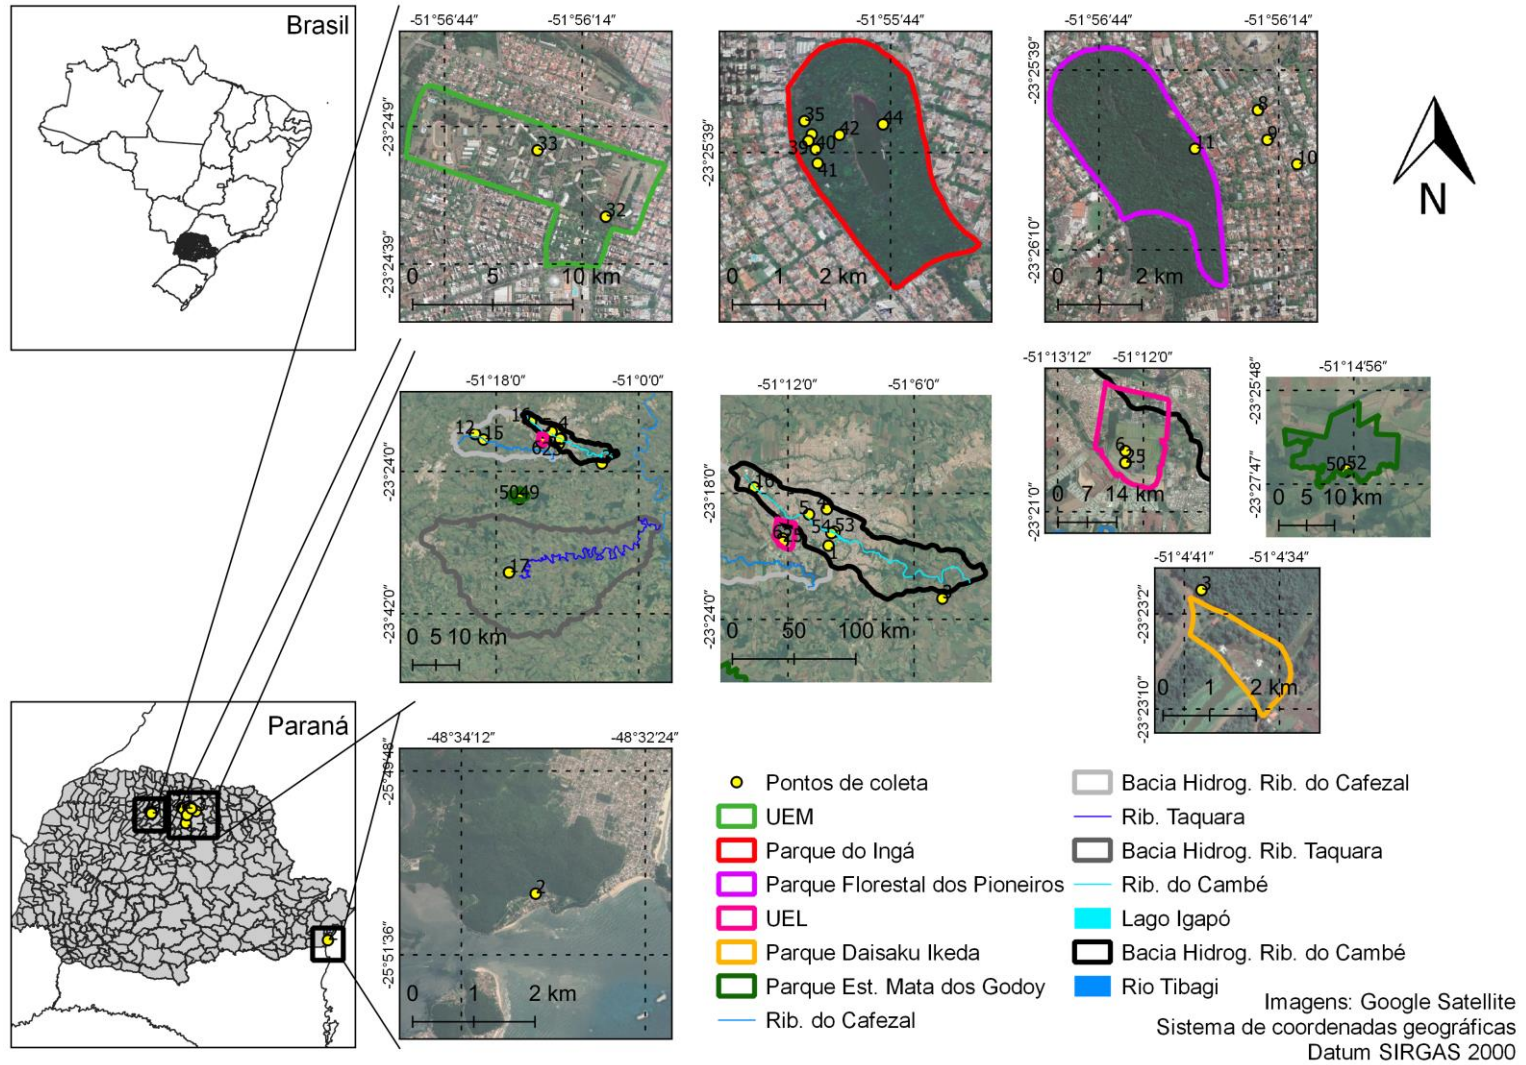 Brasil
-51°56′44″
-51°56′14″
-23°24′9″
-23°24′39″
33
32
0 5 10 km
-51°55′44″
-23°25′39″
35
42
44
39
40
41
0 1 2 km
-51°56′44″
-51°56′14″
-23°25′39″
-23°26′10″
8
9
10
11
0 1 2 km
N
-51°18′0″
-51°0′0″
-23°24′0″
-23°42′0″
12
15
4
5049
17
0 5 10 km
-51°12′0″
-51°6′0″
-23°18′0″
-23°24′0″
16
5
4
54
53
1
3
0 50 100 km
-51°13′12″
-51°12′0″
-23°21′0″
6
25
0 7 14 km
-51°14′56″
-23°25′48″
-23°27′47″
5052
0 5 10 km
-51°4′41″
-51°4′34″
-23°23′2″
-23°23′10″
3
0 1 2 km
Paraná
-48°34′12″
-48°32′24″
-25°49′48″
-25°51′36″
2
0 1 2 km
Pontos de coleta
UEM
Parque do Ingá
Parque Florestal dos Pioneiros
UEL
Parque Daisaku Ikeda
Parque Est. Mata dos Godoy
Rib. do Cafezal
Bacia Hidrog. Rib. do Cafezal
Rib. Taquara
Bacia Hidrog. Rib. Taquara
Rib. do Cambé
Lago Igapó
Bacia Hidrog. Rib. do Cambé
Rio Tibagi
Imagens: Google Satellite
Sistema de coordenadas geográficas
Datum SIRGAS 2000